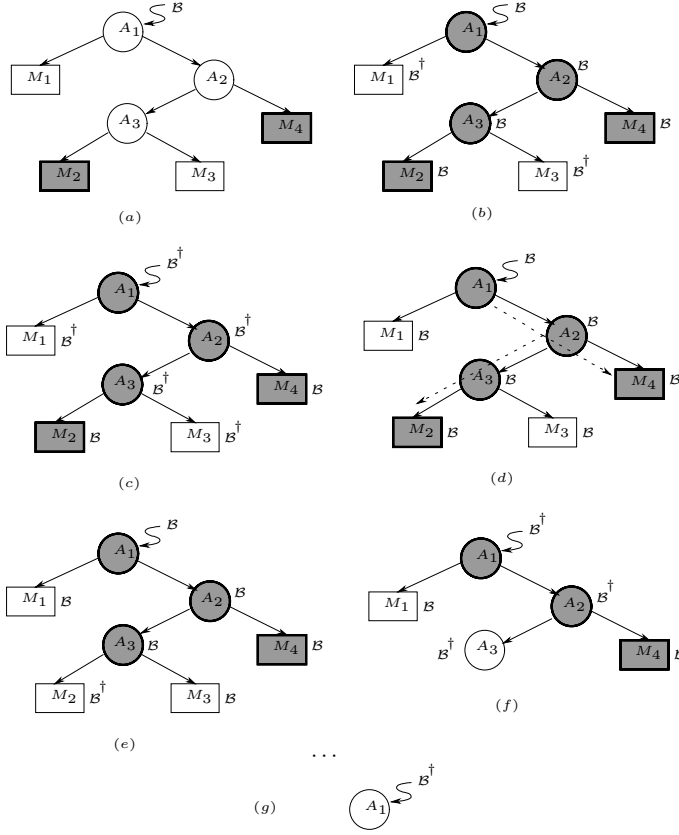 B B
A1 A1
M1 A2 M1 B† A2 B
A3 M4 A3 B M4 B
M2 M3 M2 B M3 B†
(a) (b)
B† B
A1 A1
M1 B† A2 B† M1 B A2 B
A3 B† M4 B A3 B M4 B
M2 B M3 B† M2 B M3 B
(c) (d)
B B†
A1 A1
M1 B A2 B M1 B A2 B†
A3 B M4 B B† A3 M4 B
M2 B† M3 B
(e) (f)
...
(g) A1 B†